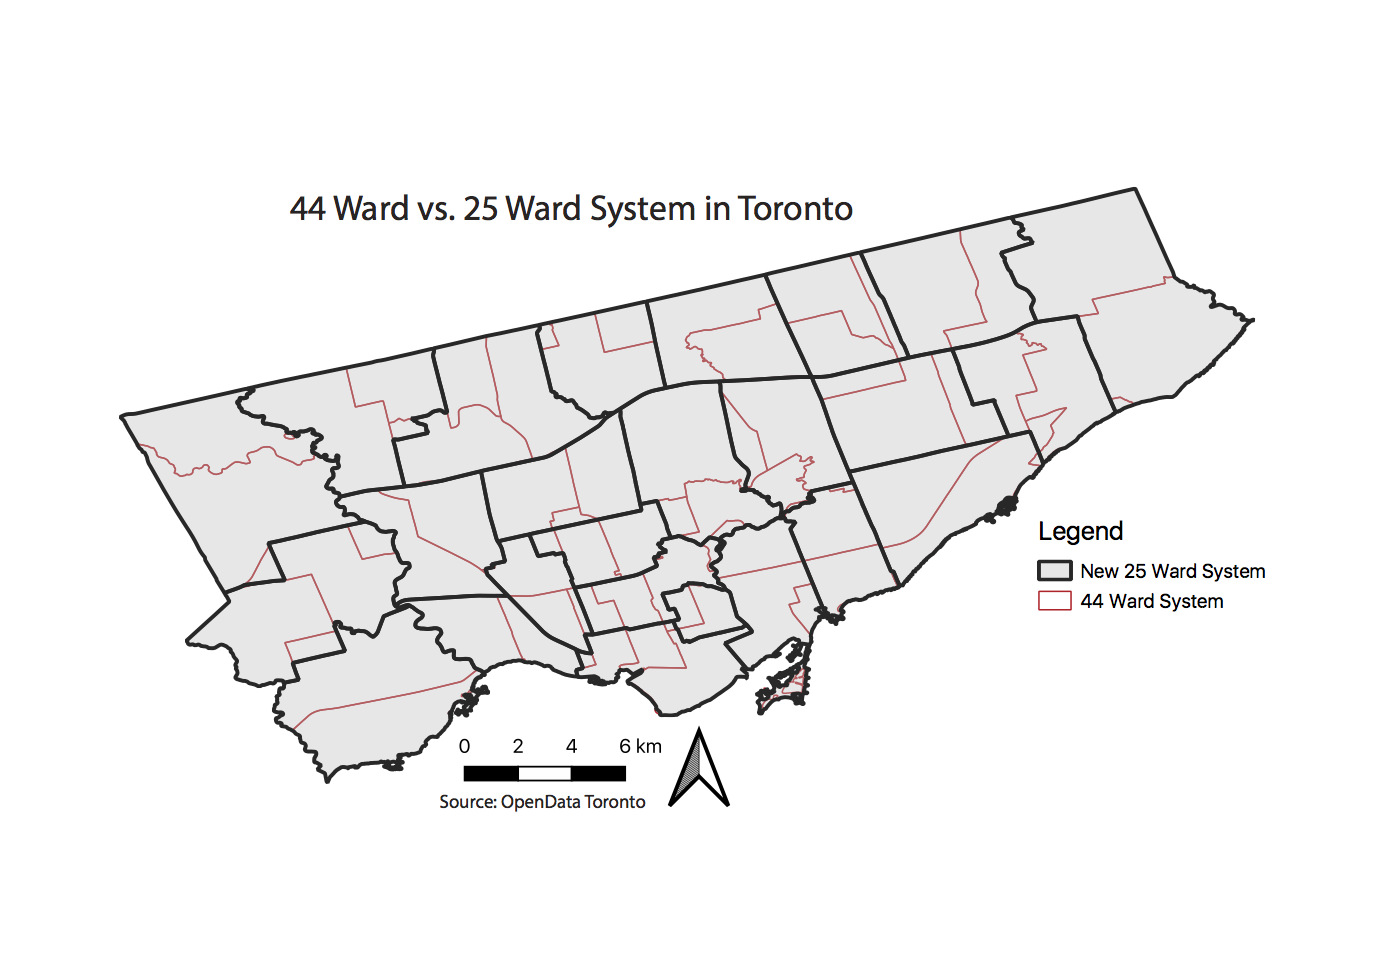 44 Ward vs. 25 Ward System in Toronto
Legend
New 25 Ward System
44 Ward System
0 2 4 6 km
Source: OpenData Toronto